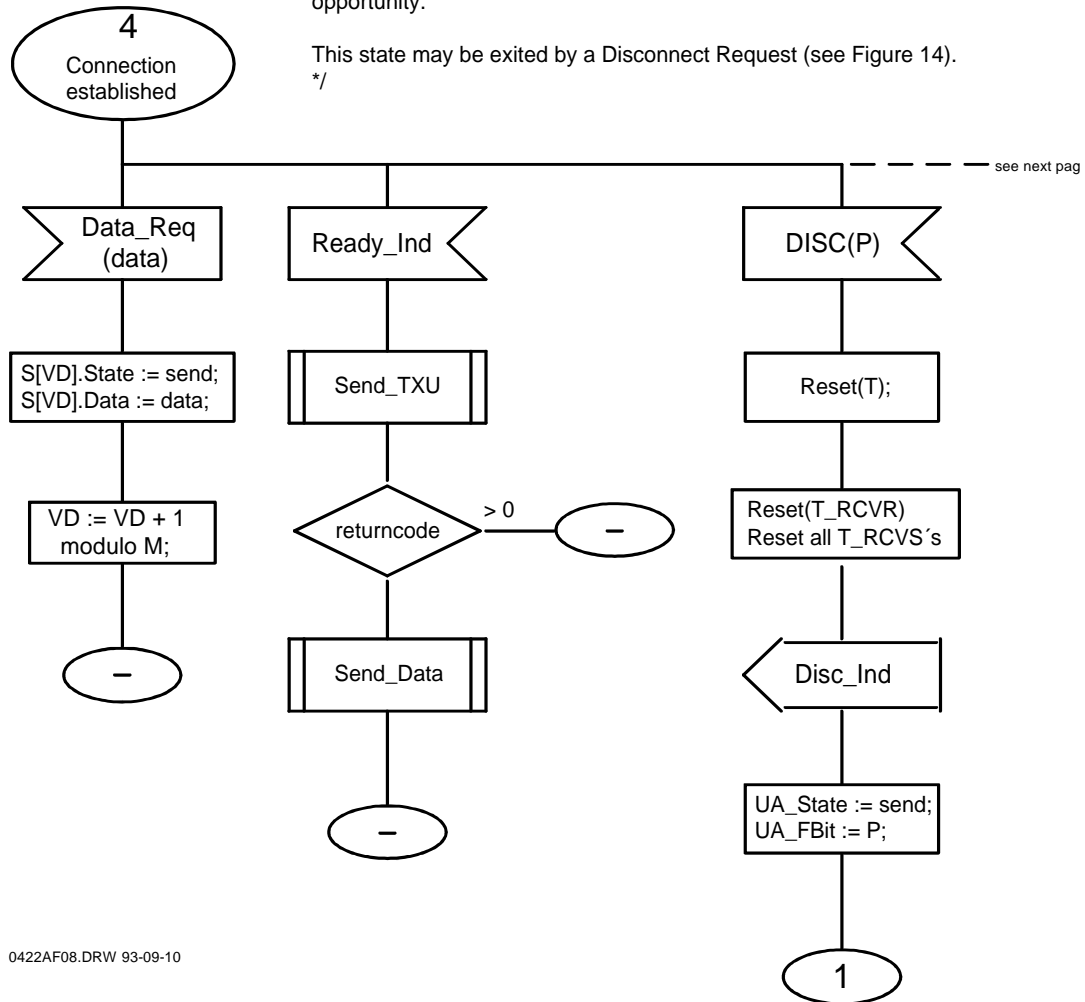 opportunity.
This state may be exited by a Disconnect Request (see Figure 14).
*/
4
Connection
established
see next pag
Data_Req
(data)
Ready_Ind
DISC(P)
S[VD].State := send;
S[VD].Data := data;
Send_TXU
Reset(T);
VD := VD + 1
modulo M;
returncode
> 0
–
Reset(T_RCVR)
Reset all T_RCVS´s
–
Send_Data
Disc_Ind
–
UA_State := send;
UA_FBit := P;
0422AF08.DRW 93-09-10
1